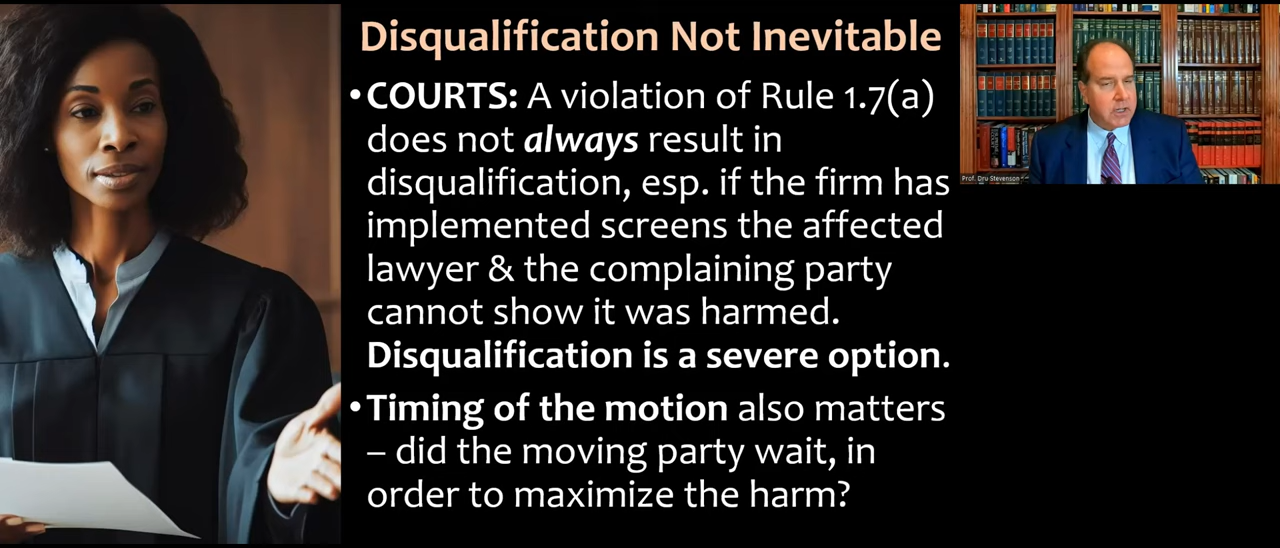 Disqualification Not Inevitable
• COURTS: A violation of Rule 1.7(a)
does not always result in
disqualification, esp. if the firm has
implemented screens the affected
lawyer & the complaining party
cannot show it was harmed.
Disqualification is a severe option.
• Timing of the motion also matters
– did the moving party wait, in
order to maximize the harm?
Prof. Dru Stevenson